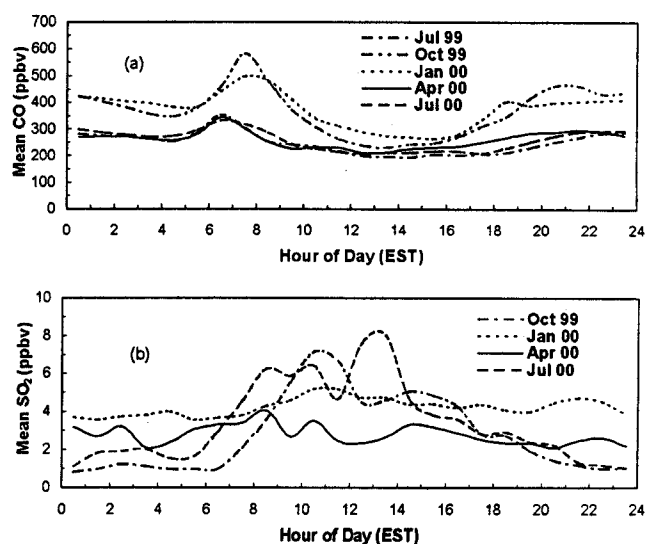 700
600
500
400
300
200
100
0
Mean CO (ppbv)
(a)
Jul 99
Oct 99
Jan 00
Apr 00
Jul 00
0 2 4 6 8 10 12 14 16 18 20 22 24
Hour of Day (EST)
10
8
6
4
2
0
Mean SO₂ (ppbv)
(b)
Oct 99
Jan 00
Apr 00
Jul 00
0 2 4 6 8 10 12 14 16 18 20 22 24
Hour of Day (EST)